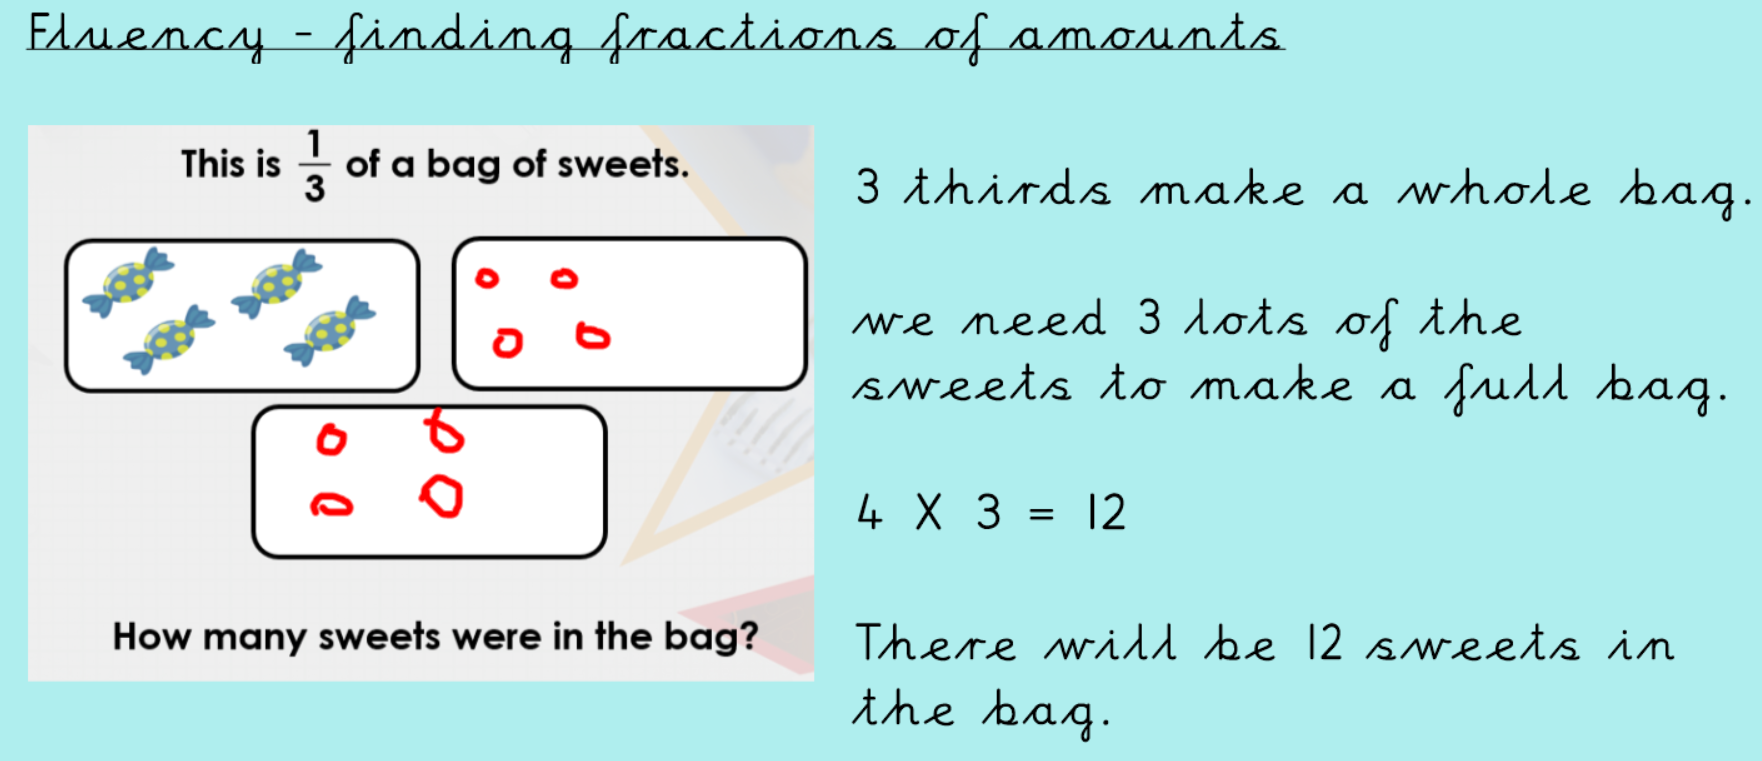 Fluency - finding fractions of amounts
This is 1/3 of a bag of sweets.
How many sweets were in the bag?
3 thirds make a whole bag.
we need 3 lots of the
sweets to make a full bag.
4 X 3 = 12
There will be 12 sweets in
the bag.